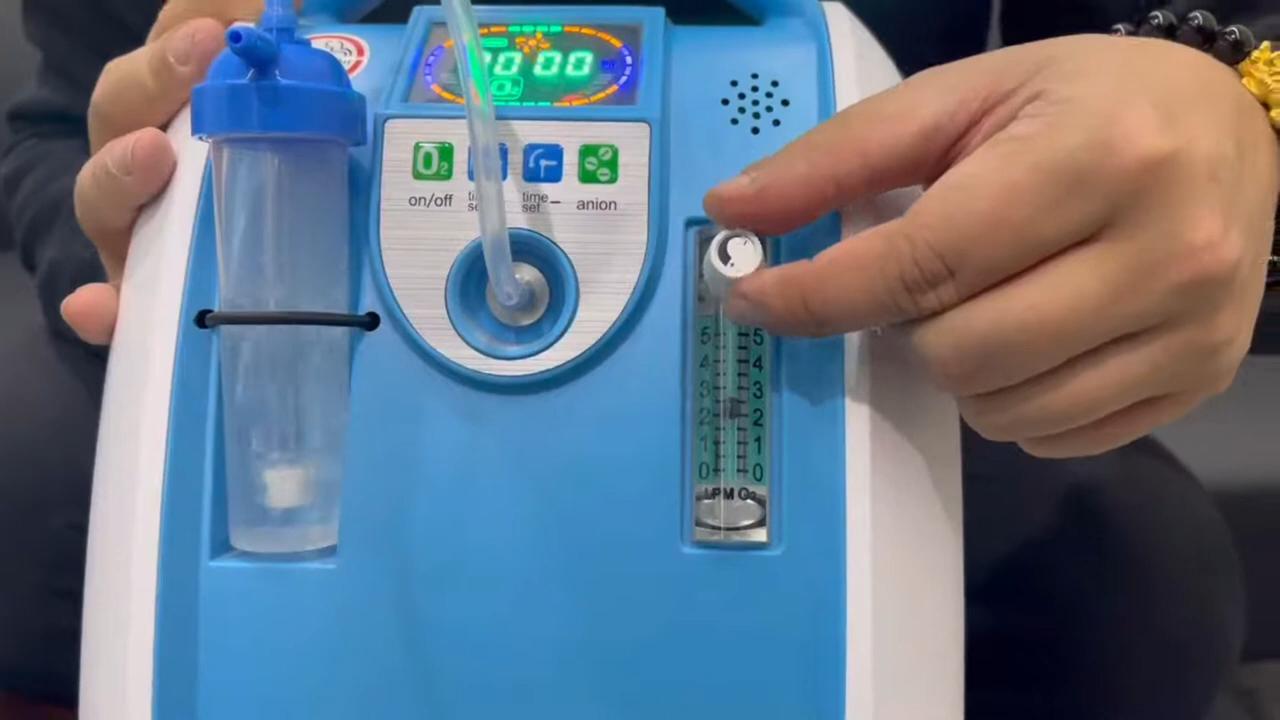 00:00
O₂
O₂
on/off
time set −
anion
5 5
4 4
3 3
2 2
1 1
0 0
LPM O₂